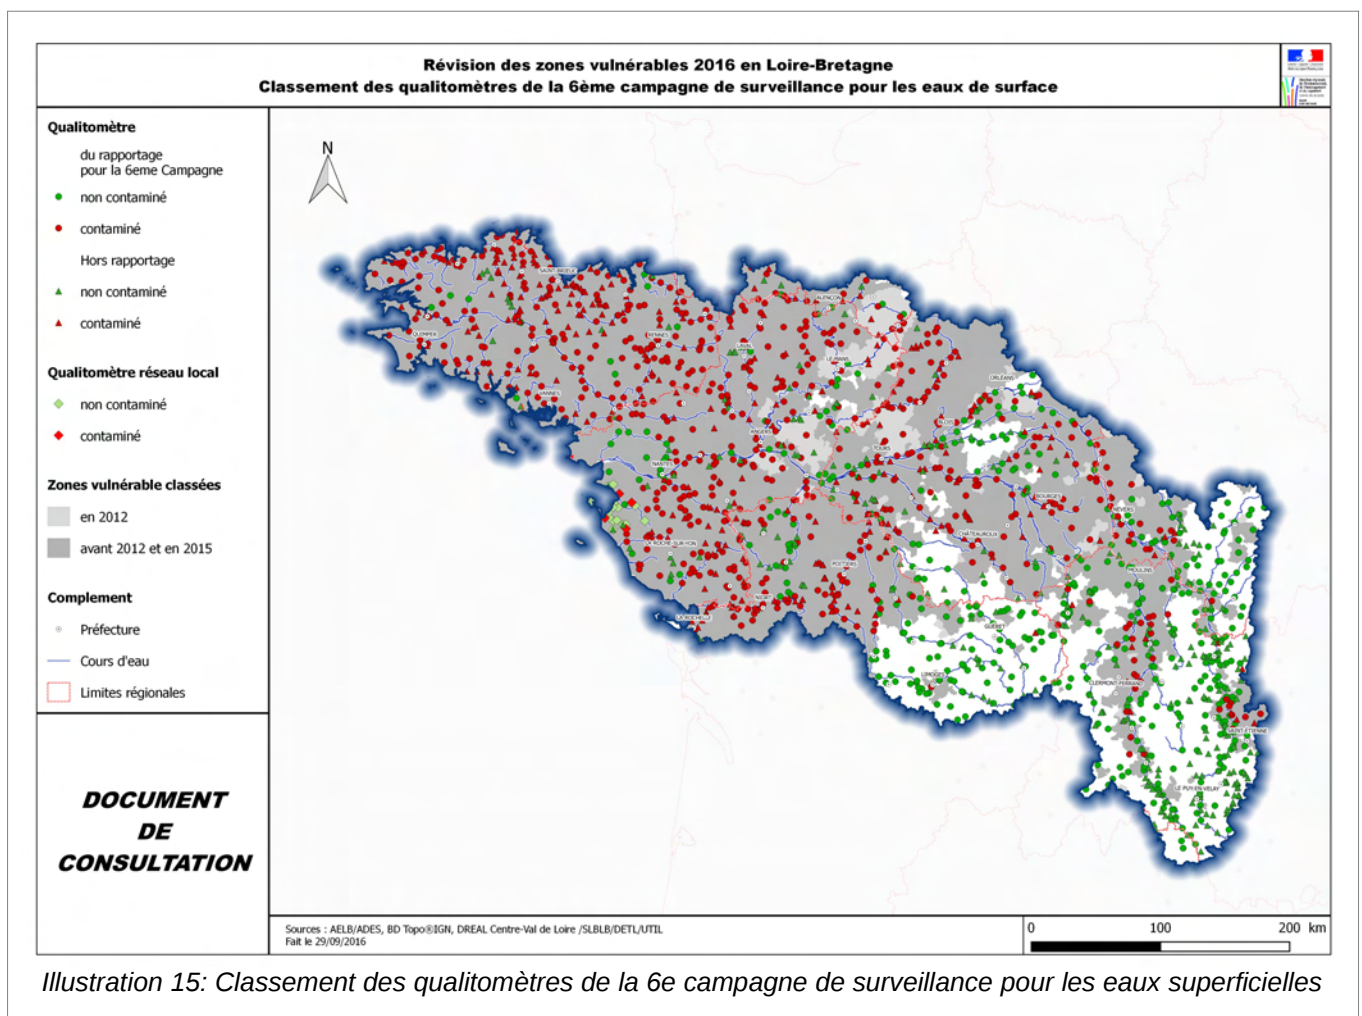 Révision des zones vulnérables 2016 en Loire-Bretagne
Classement des qualitomètres de la 6ème campagne de surveillance pour les eaux de surface
Qualitomètre
du rapportage
pour la 6eme Campagne
non contaminé
contaminé
Hors rapportage
non contaminé
contaminé
Qualitomètre réseau local
non contaminé
contaminé
Zones vulnérable classées
en 2012
avant 2012 et en 2015
Complement
Préfecture
Cours d'eau
Limites régionales
DOCUMENT
DE
CONSULTATION
N
SAINT-BRIEUC
ALENÇON
QUIMPER
RENNES
LAVAL
LE MANS
ORLÉANS
VANNES
BLOIS
ANGERS
TOURS
NANTES
BOURGES
NEVERS
CHÂTEAUROUX
LA ROCHE-SUR-YON
POITIERS
MOULINS
NIORT
LA ROCHELLE
GUÉRET
LIMOGES
CLERMONT-FERRAND
SAINT-ÉTIENNE
LE PUY-EN-VELAY
Sources : AELB/ADES, BD Topo®IGN, DREAL Centre-Val de Loire /SLBLB/DETL/UTIL
Fait le 29/09/2016
0 100 200 km
Illustration 15: Classement des qualitomètres de la 6e campagne de surveillance pour les eaux superficielles